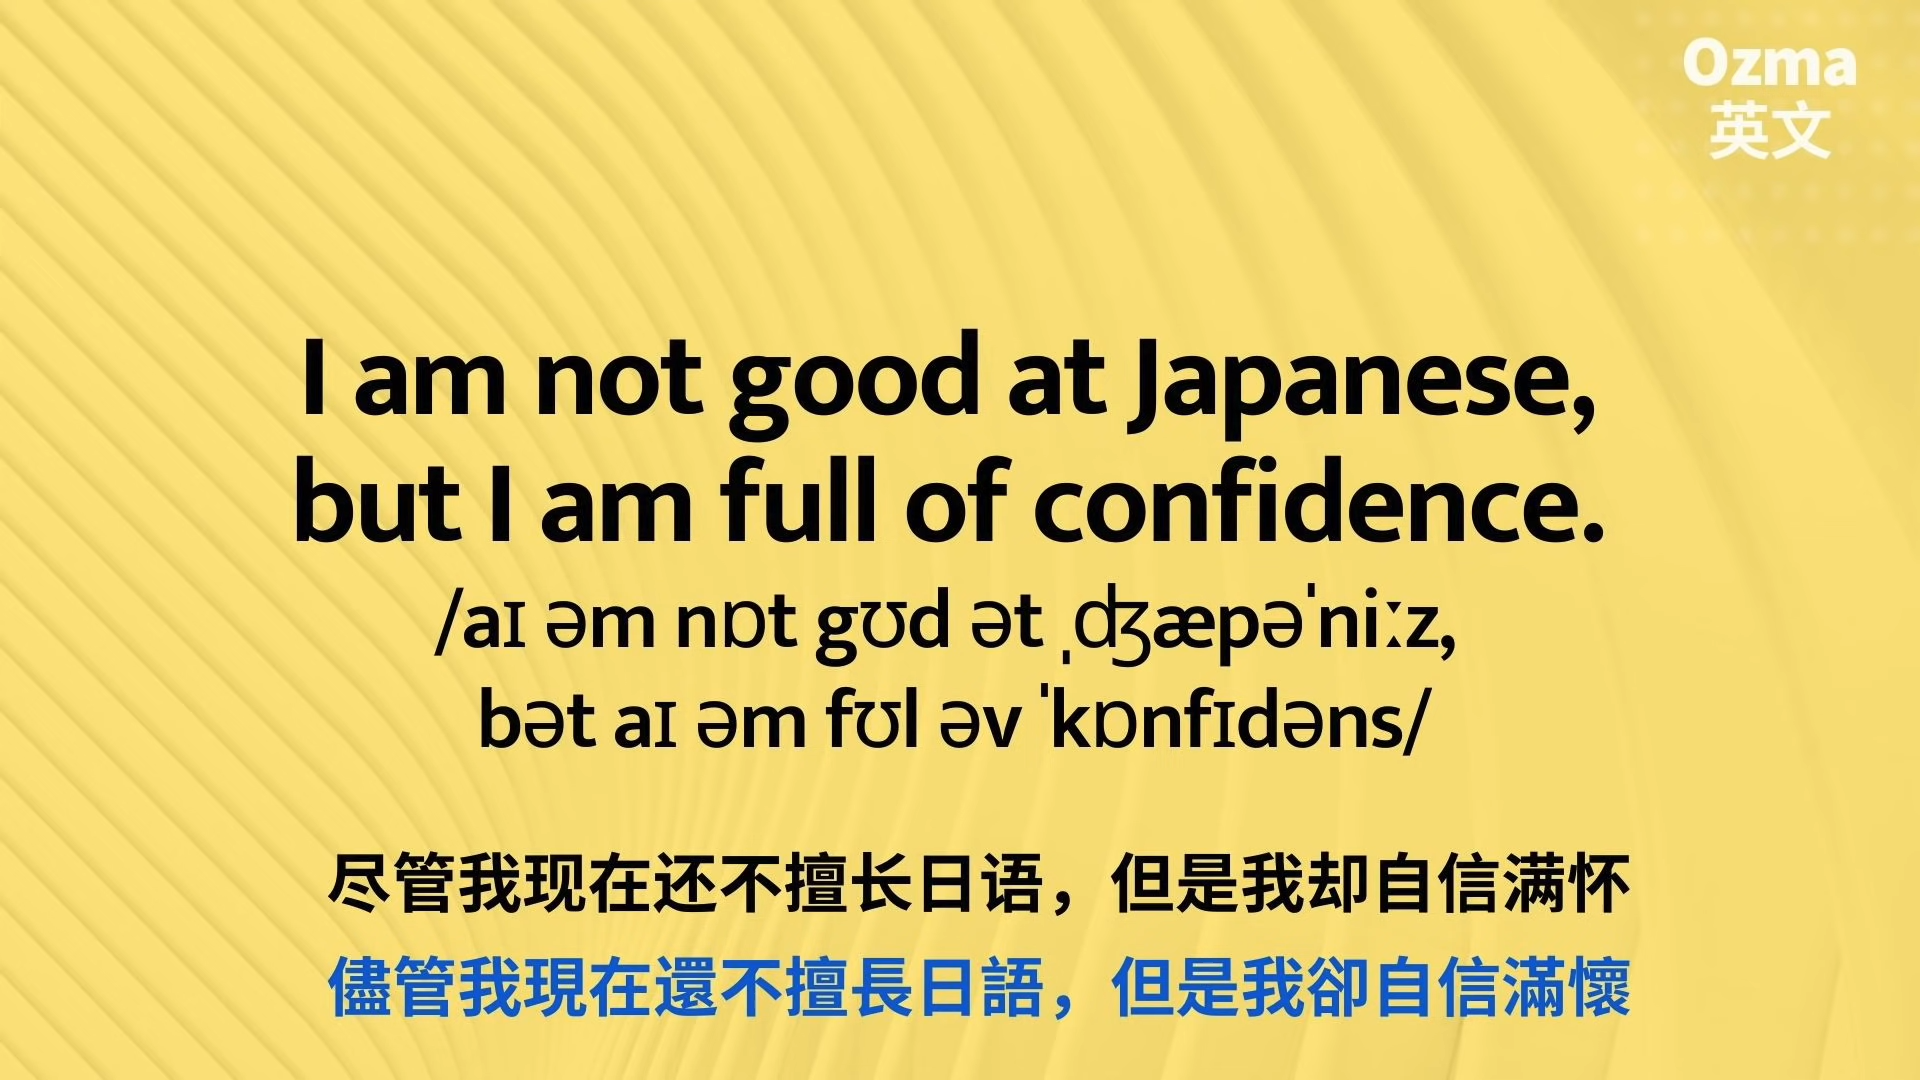 Ozma
英文
I am not good at Japanese,
but I am full of confidence.
/aɪ əm nɒt gʊd ət ˌʤæpəˈniːz,
bət aɪ əm fʊl əv ˈkɒnfɪdəns/
尽管我现在还不擅长日语，但是我却自信满怀
儘管我現在還不擅長日語，但是我卻自信滿懷